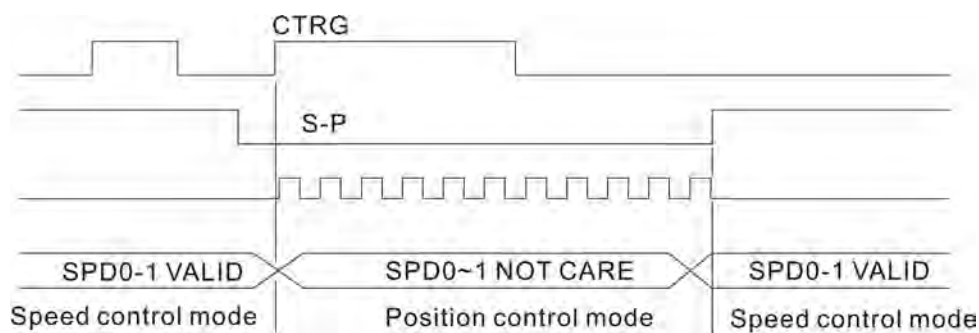 CTRG
S-P
SPD0-1 VALID
SPD0~1 NOT CARE
SPD0-1 VALID
Speed control mode
Position control mode
Speed control mode